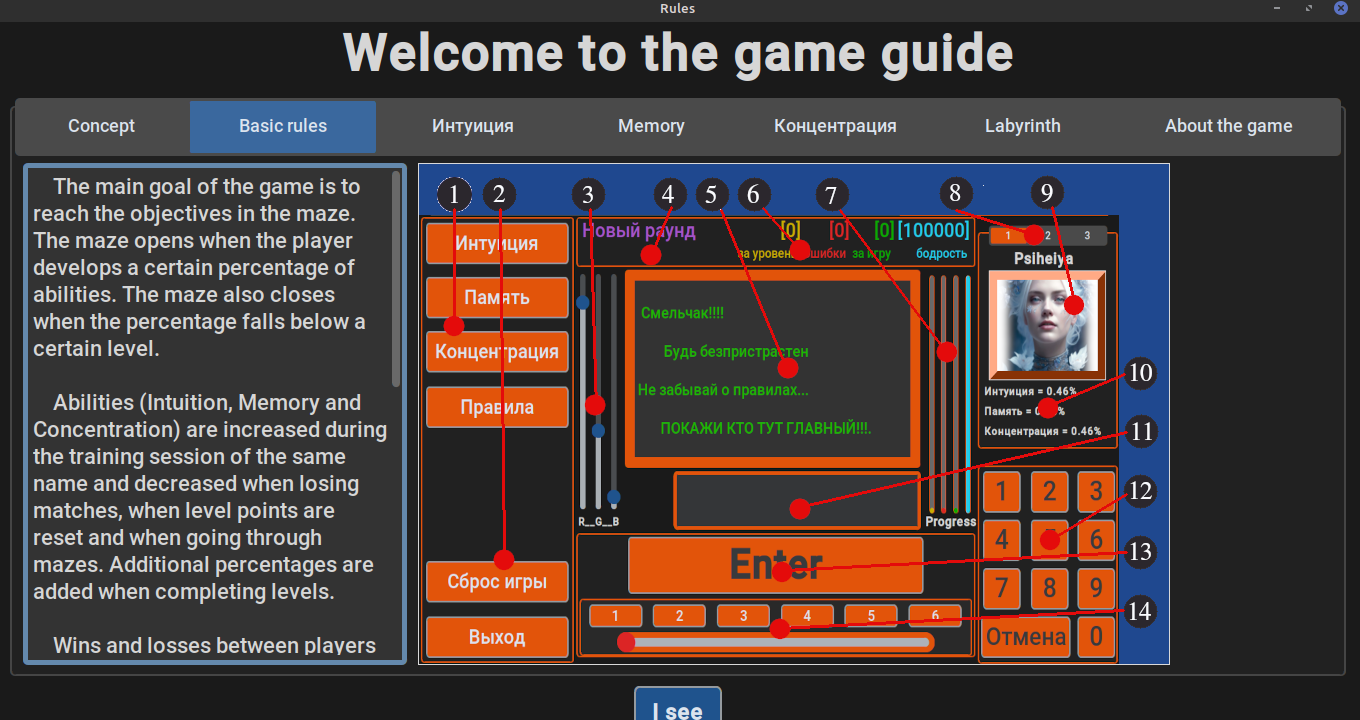 Rules
Welcome to the game guide
Concept Basic rules Интуиция Memory Концентрация Labyrinth About the game
The main goal of the game is to
reach the objectives in the maze.
The maze opens when the player
develops a certain percentage of
abilities. The maze also closes
when the percentage falls below a
certain level.
Abilities (Intuition, Memory and
Concentration) are increased during
the training session of the same
name and decreased when losing
matches, when level points are
reset and when going through
mazes. Additional percentages are
added when completing levels.
Wins and losses between players
1 2 3 4 5 6 7 8 9
10
11
12
13
14
Интуиция
Память
Концентрация
Правила
Сброс игры
Выход
Новый раунд [0] [0] [0] [100000]
за игру бодрость
Смельчак!!!!
Будь безпристрастен
Не забывай о правилах...
ПОКАЖИ КТО ТУТ ГЛАВНЫЙ!!!.
R__G__B
Progress
Enter
1 2 3 4 5 6
1 2 3
Psiheiya
Интуиция = 0.46%
Память =
Концентрация = 0.46%
1 2 3
4 6
7 8 9
Отмена 0
I see